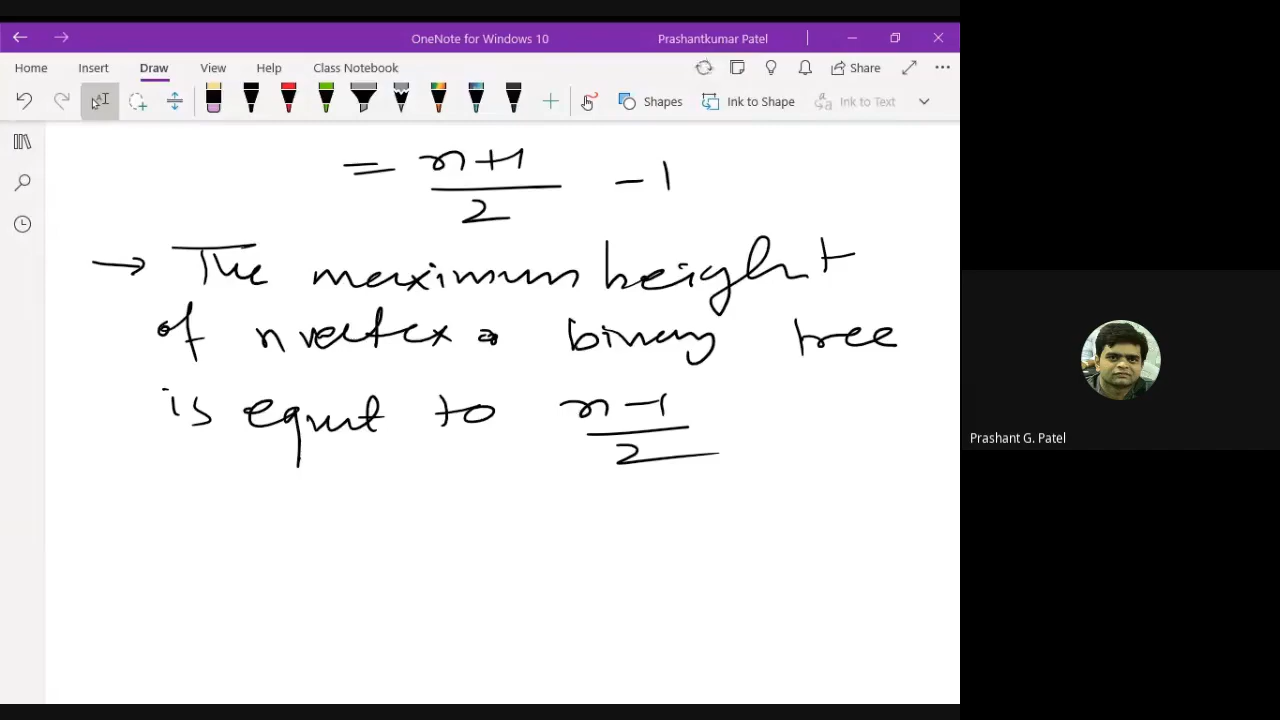 OneNote for Windows 10
Prashantkumar Patel
Home Insert Draw View Help Class Notebook
Share
Shapes
Ink to Shape
Ink to Text
= n+1 / 2 - 1
→ The maximum height
of n vertex binary tree
is equal to n-1 / 2
Prashant G. Patel